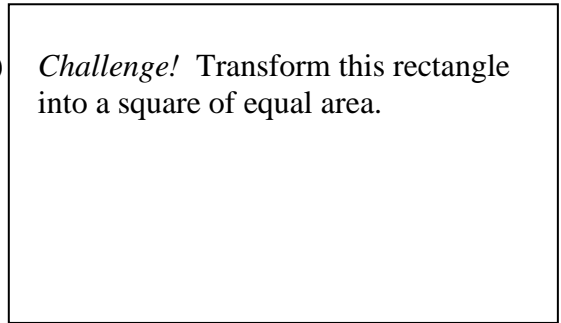 ) Challenge! Transform this rectangle
into a square of equal area.